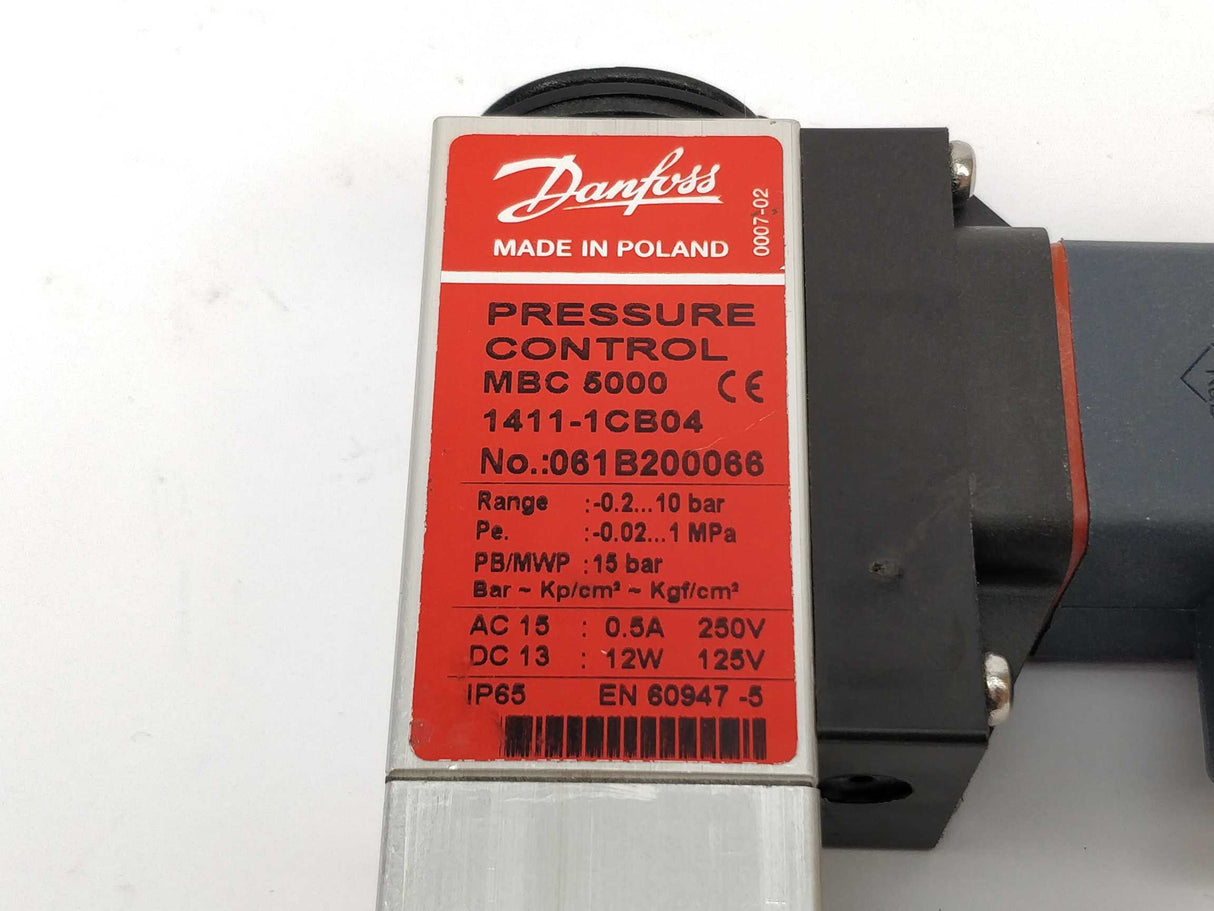 Danfoss
0007-02
MADE IN POLAND
PRESSURE
CONTROL
MBC 5000 CE
1411-1CB04
No.:061B200066
Range :-0.2...10 bar
Pe. :-0.02...1 MPa
PB/MWP : 15 bar
Bar ~ Kp/cm² ~ Kgf/cm²
AC 15 : 0.5A 250V
DC 13 : 12W 125V
IP65 EN 60947 -5